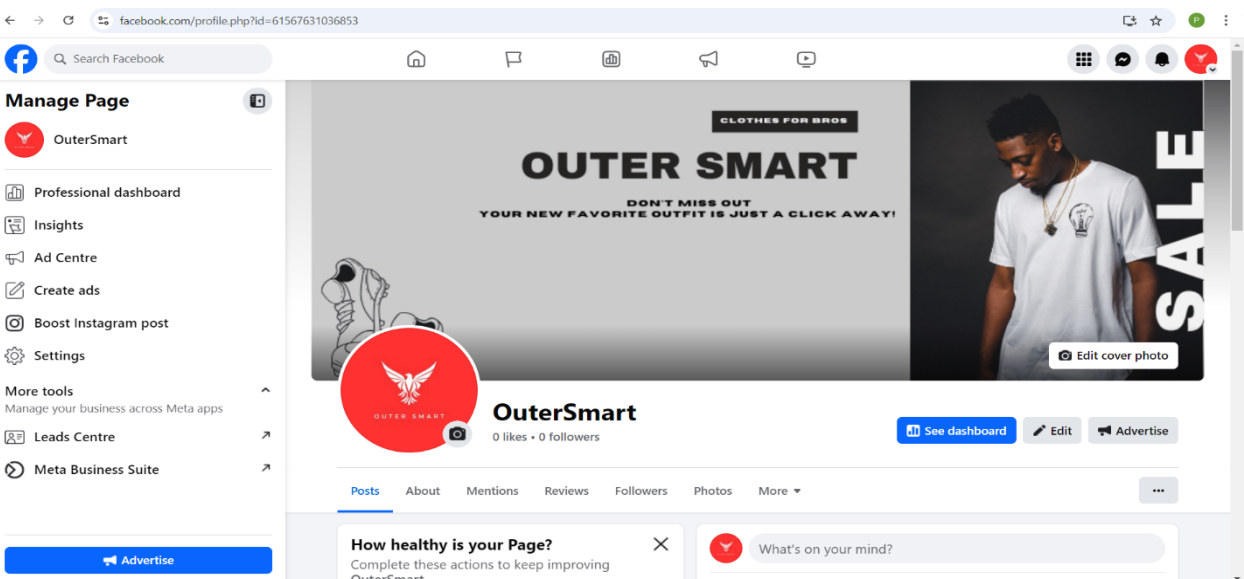 facebook.com/profile.php?id=61567631036853
P
Search Facebook
Manage Page
OuterSmart
Professional dashboard
Insights
Ad Centre
Create ads
Boost Instagram post
Settings
More tools
Manage your business across Meta apps
Leads Centre
Meta Business Suite
Advertise
CLOTHES FOR BROS
OUTER SMART
DON'T MISS OUT
YOUR NEW FAVORITE OUTFIT IS JUST A CLICK AWAY!
SALE
Edit cover photo
OUTER SMART
OuterSmart
0 likes • 0 followers
See dashboard
Edit
Advertise
Posts
About
Mentions
Reviews
Followers
Photos
More
How healthy is your Page?
Complete these actions to keep improving
OuterSmart
What's on your mind?